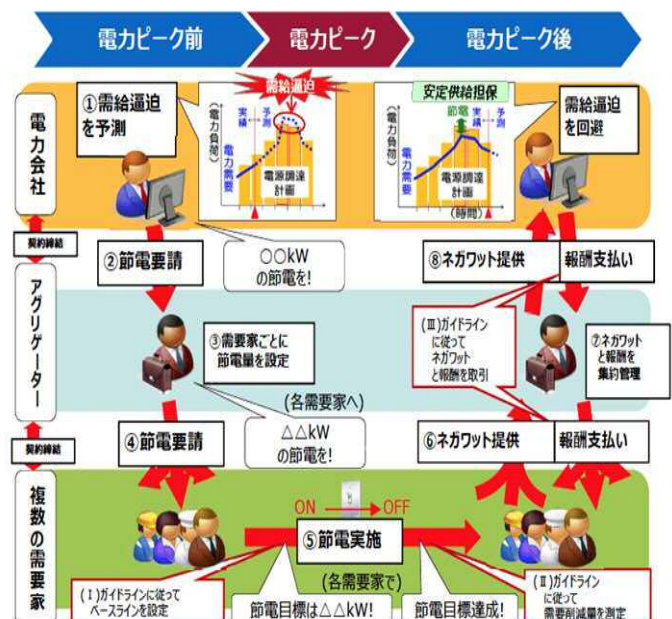 電力ピーク前
電力ピーク
電力ピーク後
電力会社
①需給逼迫
を予測
需給逼迫
(電力負荷)
電力需要
実績
予測
電源調達
計画
安定供給担保
節電
(電力負荷)
電力需要
実績
予測
電源調達
計画
(時間)
需給逼迫
を回避
契約締結
②節電要請
○○kW
の節電を!
⑧ネガワット提供
報酬支払い
アグリゲーター
③需要家ごとに
節電量を設定
(Ⅲ)ガイドライン
に従って
ネガワット
と報酬を取引
⑦ネガワット
と報酬を
集約管理
(各需要家へ)
契約締結
④節電要請
△△kW
の節電を!
⑥ネガワット提供
報酬支払い
複数の需要家
ON
OFF
⑤節電実施
(各需要家で)
(Ⅰ)ガイドラインに従って
ベースラインを設定
節電目標は△△kW!
節電目標達成!
(Ⅱ)ガイドライン
に従って
需要削減量を測定